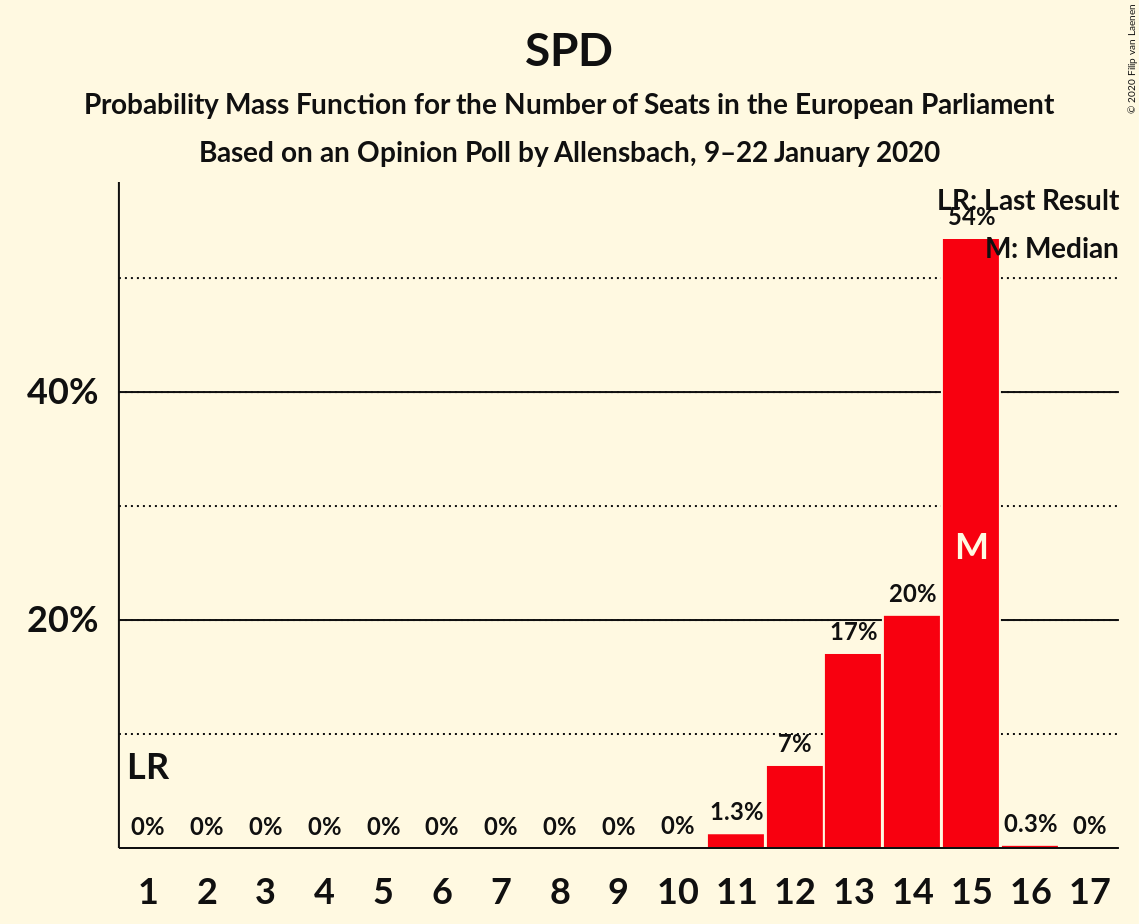 SPD
Probability Mass Function for the Number of Seats in the European Parliament
Based on an Opinion Poll by Allensbach, 9–22 January 2020
© 2020 Filip van Laenen
LR: Last Result
M: Median
54%
40%
M
20%
20%
17%
7%
LR
0% 0% 0% 0% 0% 0% 0% 0% 0% 0% 1.3% 0.3% 0%
1 2 3 4 5 6 7 8 9 10 11 12 13 14 15 16 17